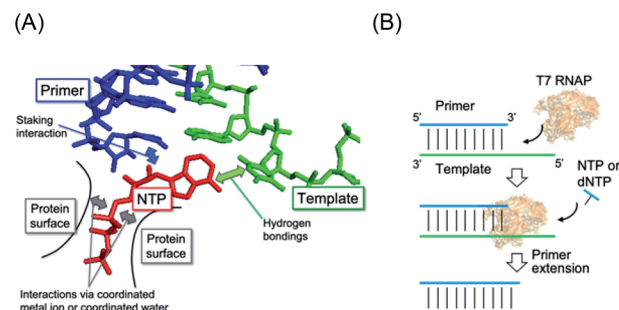 (A)
Primer
Staking
interaction
NTP
Template
Protein
surface
Protein
surface
Hydrogen
bondings
Interactions via coordinated
metal ion or coordinated water
(B)
T7 RNAP
Primer
5'
3'
3'
5'
Template
NTP or
dNTP
Primer
extension